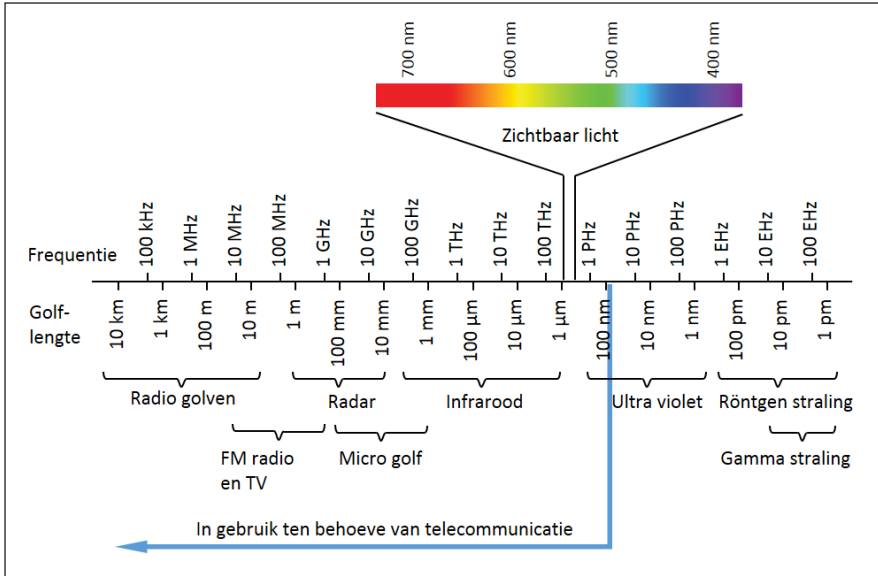 700 nm 600 nm 500 nm 400 nm
Zichtbaar licht
Frequentie 100 kHz 1 MHz 10 MHz 100 MHz 1 GHz 10 GHz 100 GHz 1 THz 10 THz 100 THz 1 PHz 10 PHz 100 PHz 1 EHz 10 EHz 100 EHz
Golf-
lengte 10 km 1 km 100 m 10 m 1 m 100 mm 10 mm 1 mm 100 µm 10 µm 1 µm 100 nm 10 nm 1 nm 100 pm 10 pm 1 pm
Radio golven Radar Infrarood Ultra violet Röntgen straling
FM radio
en TV
Micro golf Gamma straling
In gebruik ten behoeve van telecommunicatie